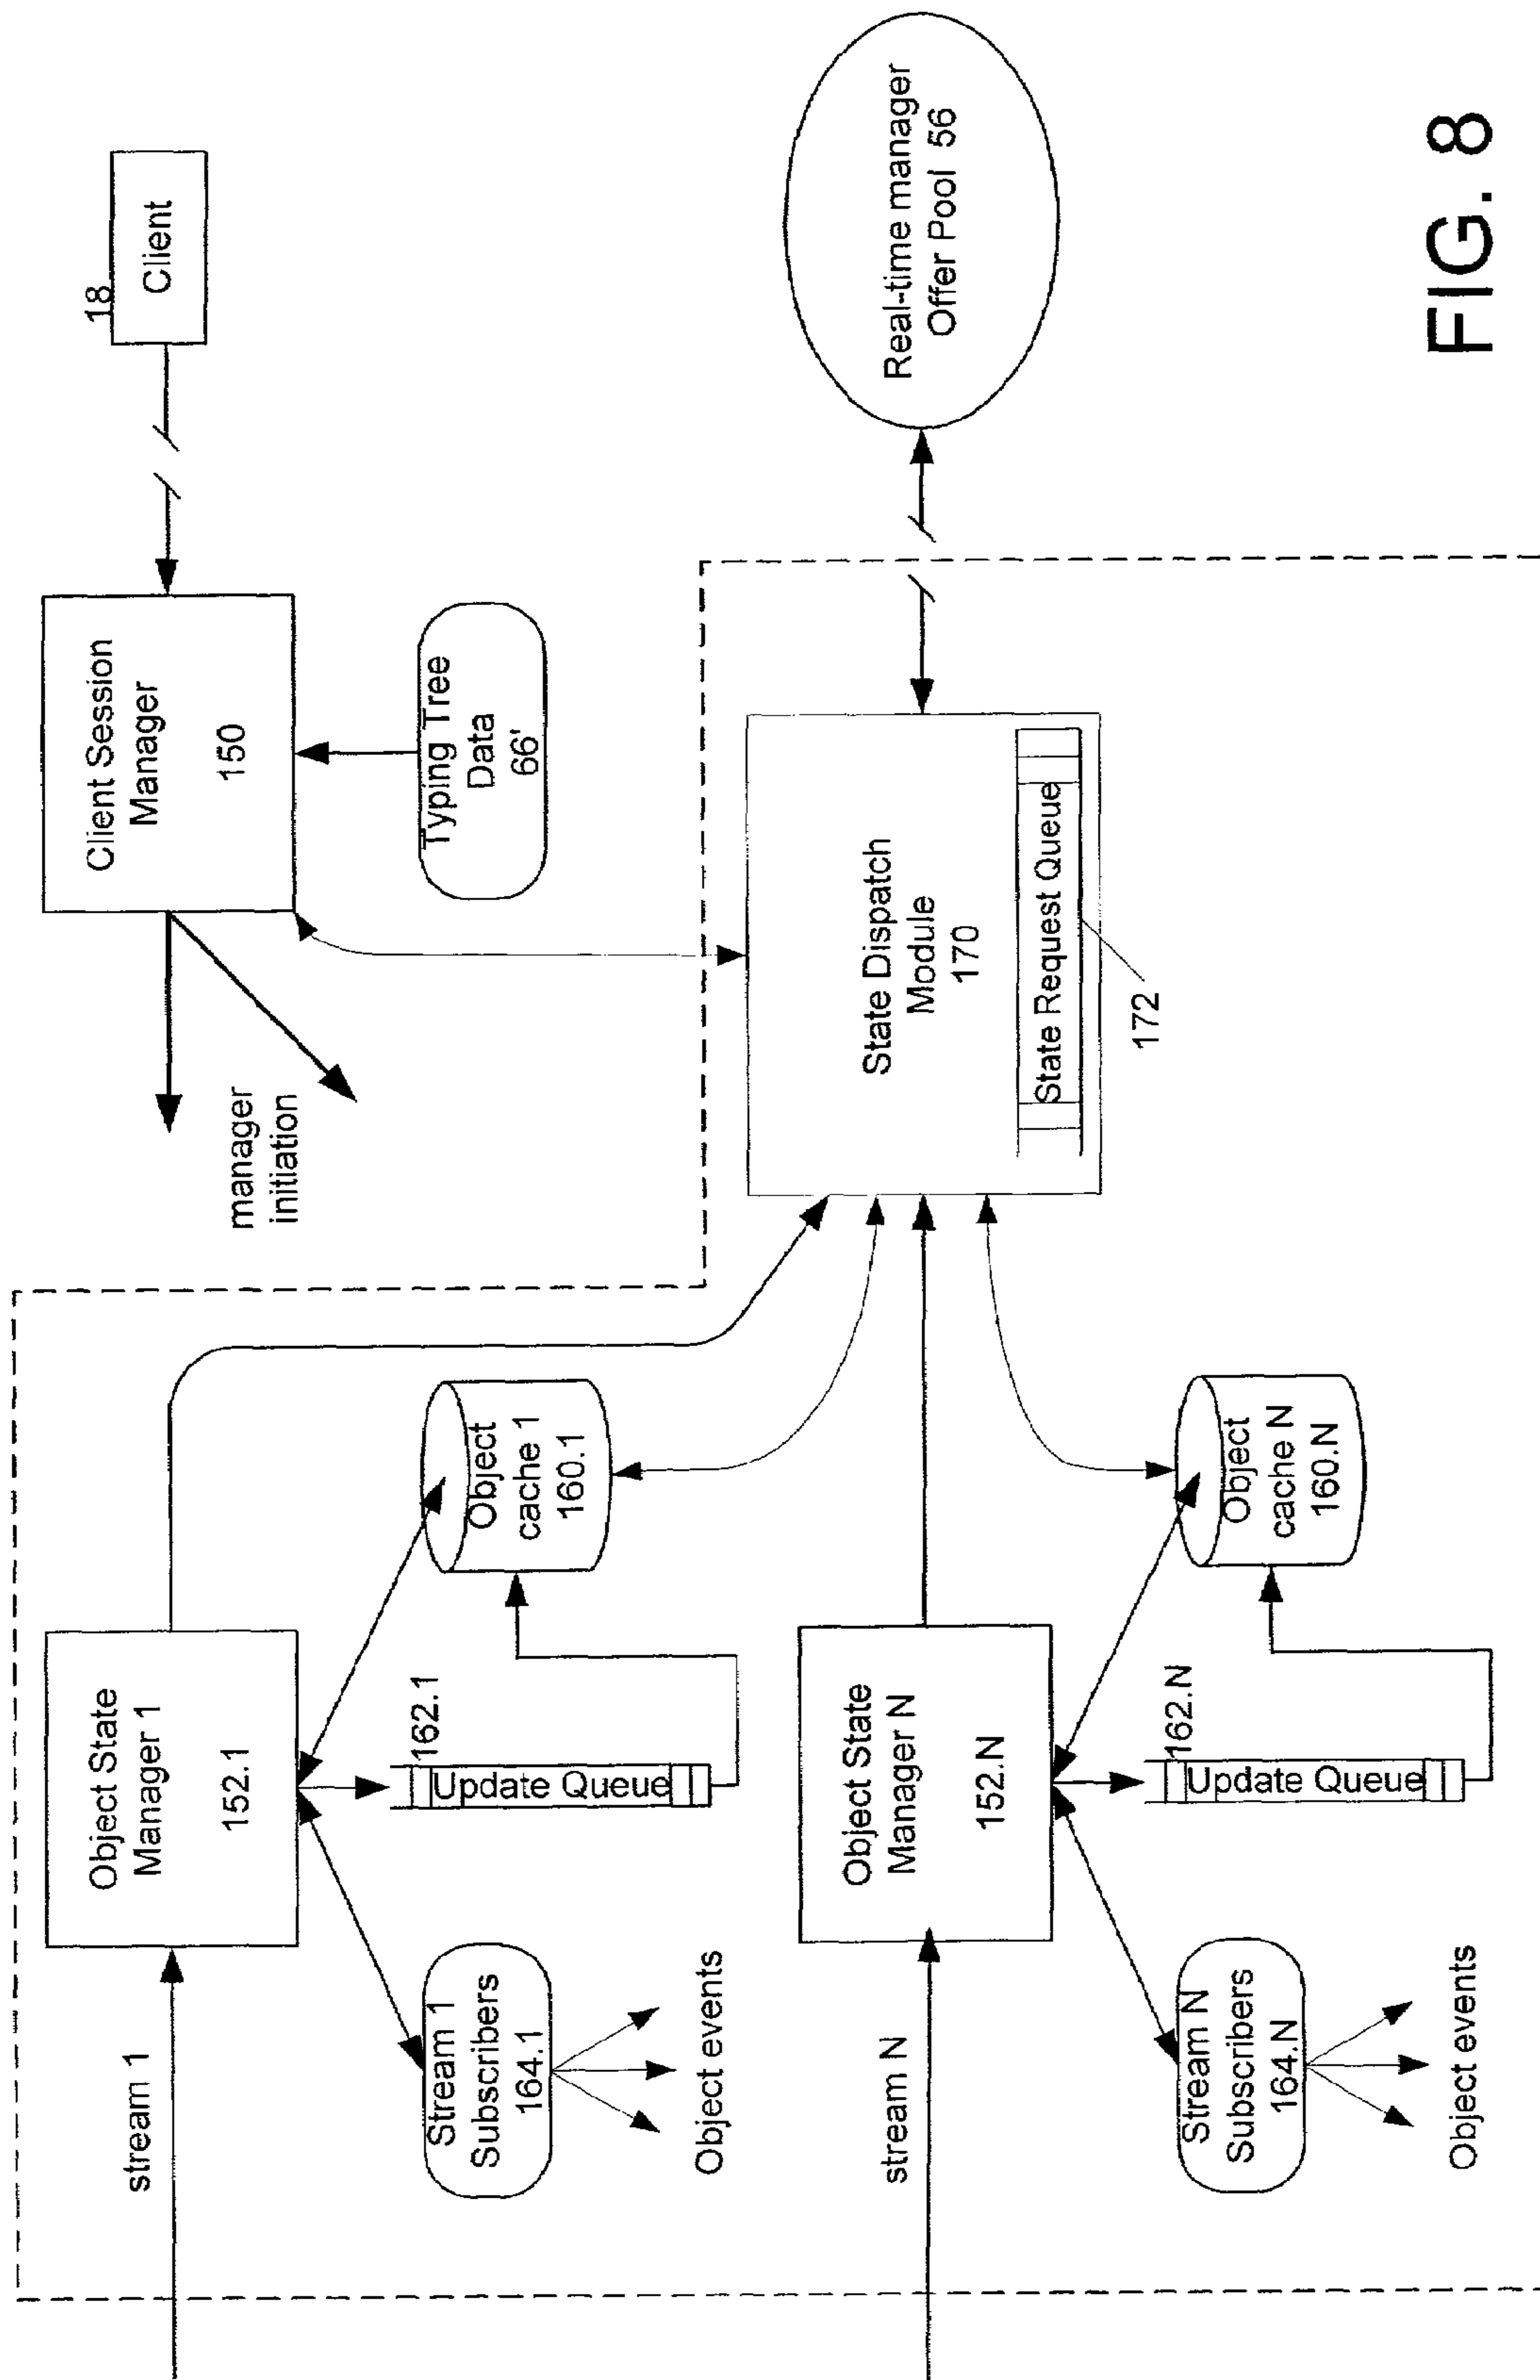 stream 1
Object State
Manager 1
152.1
162.1
Update Queue
Object
cache 1
160.1
Stream 1
Subscribers
164.1
Object events
manager
initiation
Client Session
Manager
150
Typing Tree
Data
66'
18
Client
stream N
Object State
Manager N
152.N
162.N
Update Queue
Object
cache N
160.N
Stream N
Subscribers
164.N
Object events
State Dispatch
Module
170
State Request Queue
172
Real-time manager
Offer Pool 56
FIG. 8